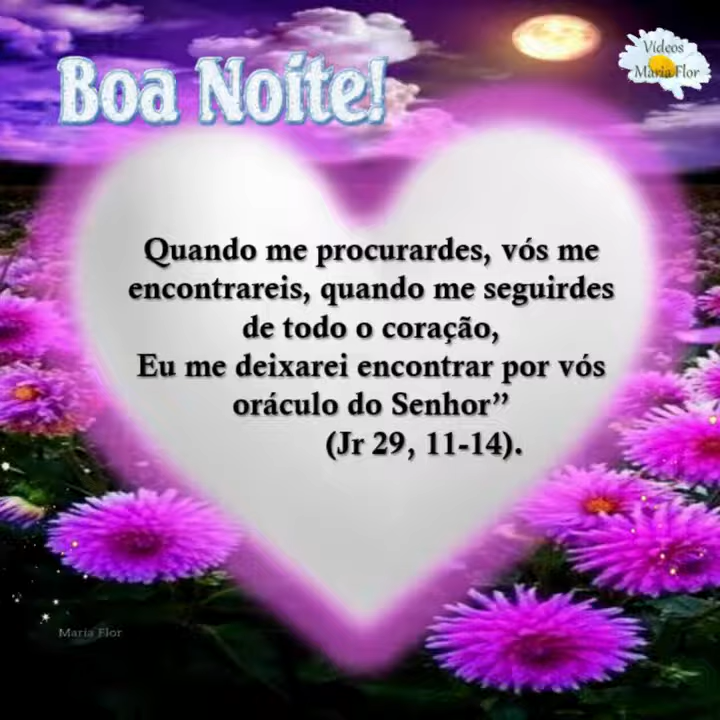 Boa Noite!
Vídeos
Maria Flor
Quando me procurardes, vós me
encontrareis, quando me seguirdes
de todo o coração,
Eu me deixarei encontrar por vós
oráculo do Senhor”
(Jr 29, 11-14).
Maria Flor